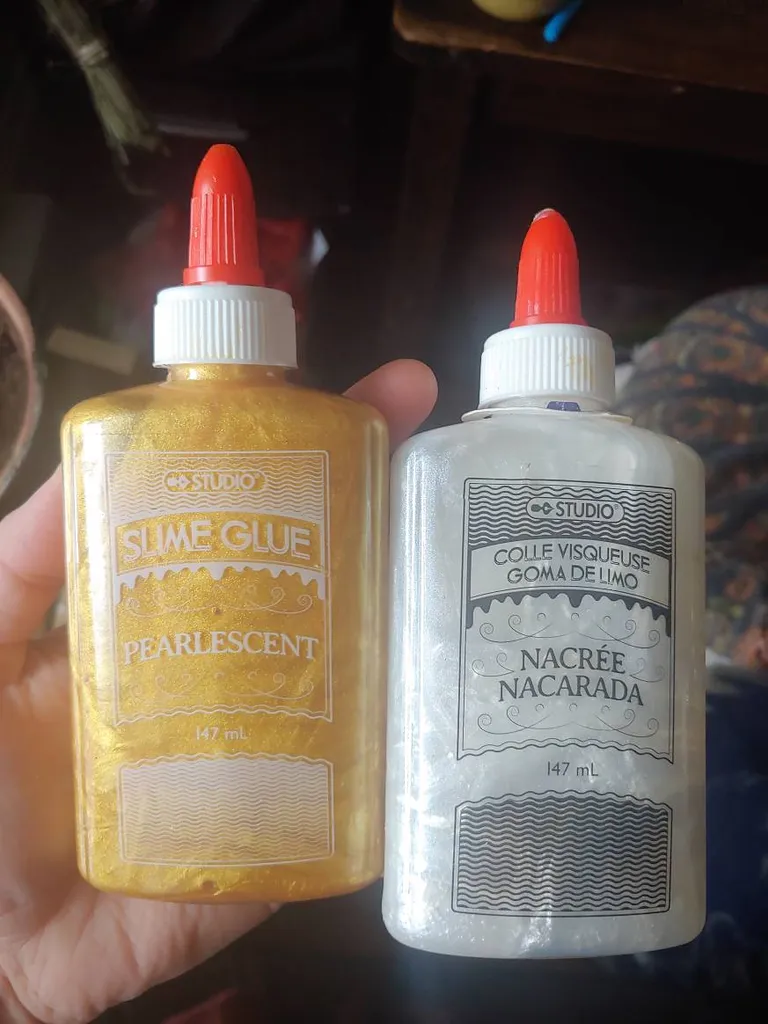 STUDIO®
SLIME GLUE
PEARLESCENT
147 mL
STUDIO®
COLLE VISQUEUSE
GOMA DE LIMO
NACRÉE
NACARADA
147 mL